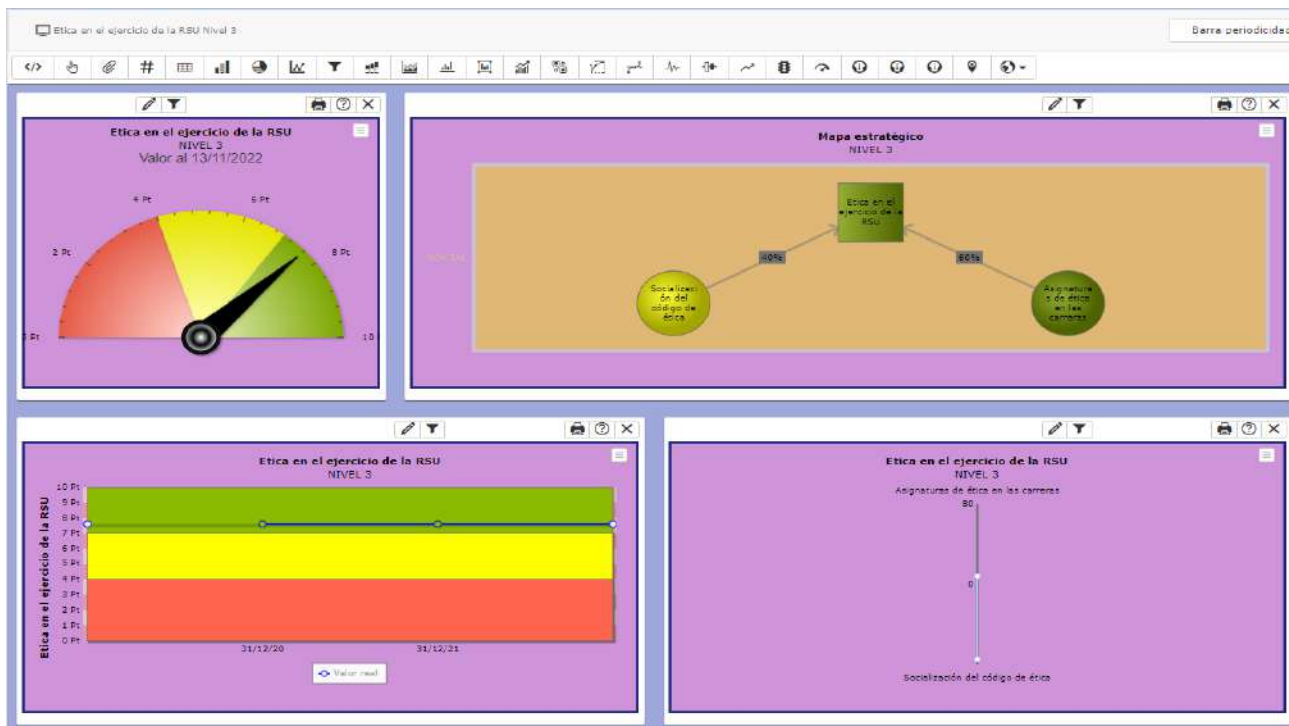 Etica en el ejercicio de la RSU Nivel 3
Barra periodicidad
Etica en el ejercicio de la RSU
NIVEL 3
Valor al 13/11/2022
4 Pt
6 Pt
2 Pt
8 Pt
Pt
10
Mapa estratégico
NIVEL 3
Etica en el
ejercicio de la
RSU
40%
60%
Socializaci
ón del
código de
ética
Asignatura
s de ética
en las
carreras
Etica en el ejercicio de la RSU
NIVEL 3
Etica en el ejercicio de la RSU
10 Pt
9 Pt
8 Pt
7 Pt
6 Pt
5 Pt
4 Pt
3 Pt
2 Pt
1 Pt
0 Pt
31/12/20
31/12/21
Valor real
Etica en el ejercicio de la RSU
NIVEL 3
Asignaturas de ética en las carreras
80
0
Socialización del código de ética